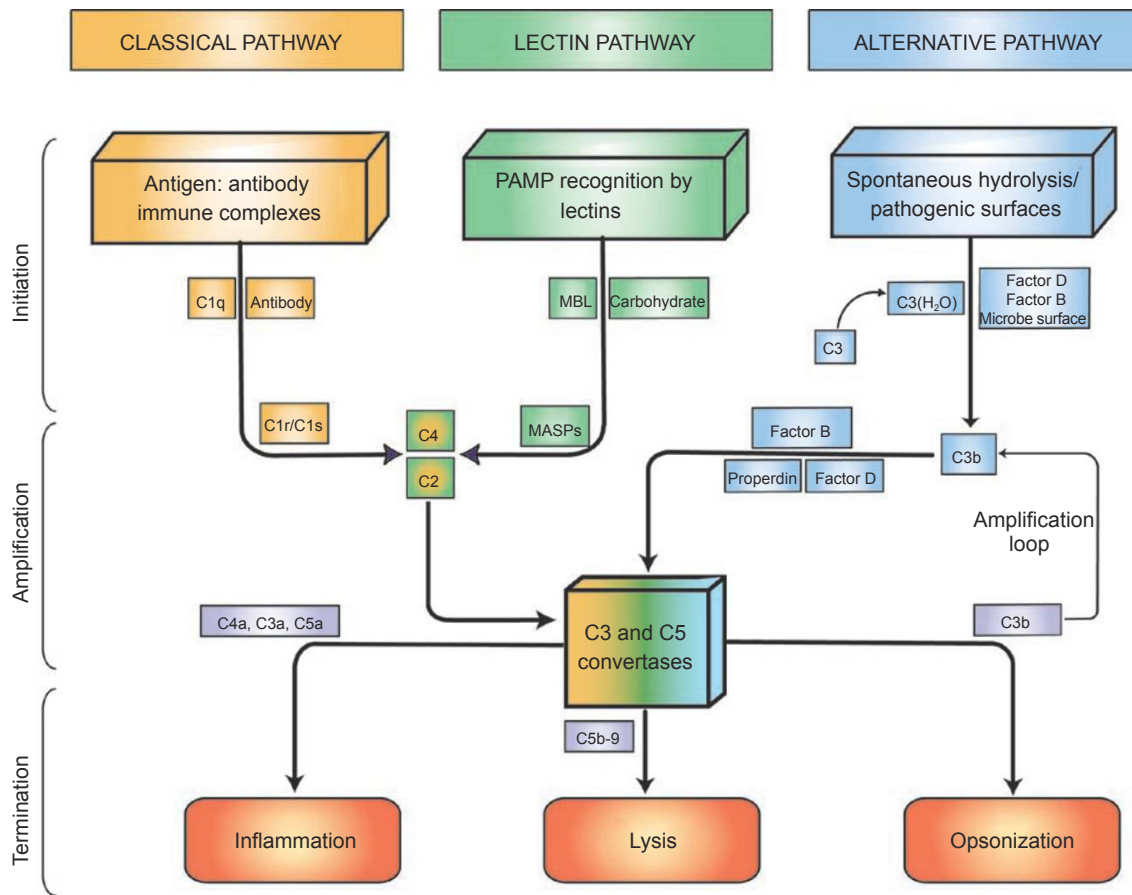 CLASSICAL PATHWAY
LECTIN PATHWAY
ALTERNATIVE PATHWAY
Initiation
Antigen: antibody
immune complexes
PAMP recognition by
lectins
Spontaneous hydrolysis/
pathogenic surfaces
C1q
Antibody
MBL
Carbohydrate
C3
C3(H₂O)
Factor D
Factor B
Microbe surface
Amplification
C1r/C1s
C4
C2
MASPs
Factor B
Properdin
Factor D
C3b
Amplification
loop
C4a, C3a, C5a
C3 and C5
convertases
C3b
Termination
C5b-9
Inflammation
Lysis
Opsonization